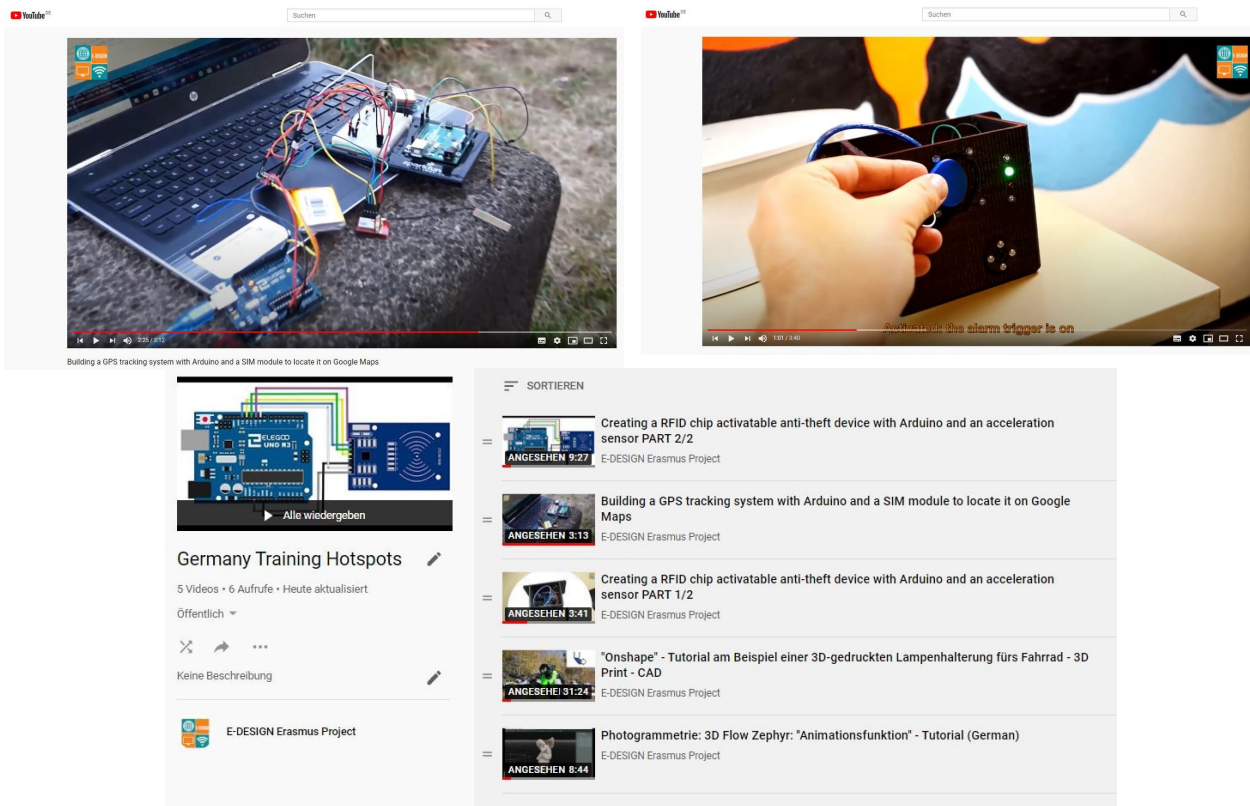 YouTube DE
Suchen
YouTube DE
Suchen
E-DESIGN
E-DESIGN
hp
Activated: the alarm trigger is on
2:25 / 3:12
1:01 / 3:40
Building a GPS tracking system with Arduino and a SIM module to locate it on Google Maps
ELEGOO
UNO R3
Alle wiedergeben
Germany Training Hotspots
5 Videos • 6 Aufrufe • Heute aktualisiert
Öffentlich
Keine Beschreibung
E-DESIGN Erasmus Project
SORTIEREN
ANGESEHEN 9:27
Creating a RFID chip activatable anti-theft device with Arduino and an acceleration
sensor PART 2/2
E-DESIGN Erasmus Project
ANGESEHEN 3:13
Building a GPS tracking system with Arduino and a SIM module to locate it on Google
Maps
E-DESIGN Erasmus Project
ANGESEHEN 3:41
Creating a RFID chip activatable anti-theft device with Arduino and an acceleration
sensor PART 1/2
E-DESIGN Erasmus Project
ANGESEHE 31:24
"Onshape" - Tutorial am Beispiel einer 3D-gedruckten Lampenhalterung fürs Fahrrad - 3D
Print - CAD
E-DESIGN Erasmus Project
ANGESEHEN 8:44
Photogrammetrie: 3D Flow Zephyr: "Animationsfunktion" - Tutorial (German)
E-DESIGN Erasmus Project